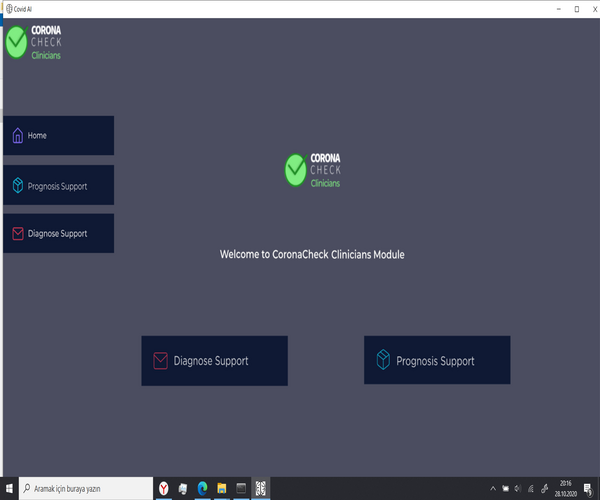 Covid AI
CORONA
CHECK
Clinicians
Home
Prognosis Support
Diagnose Support
CORONA
CHECK
Clinicians
Welcome to CoronaCheck Clinicians Module
Diagnose Support
Prognosis Support
Aramak için buraya yazın
20:16
28.10.2020